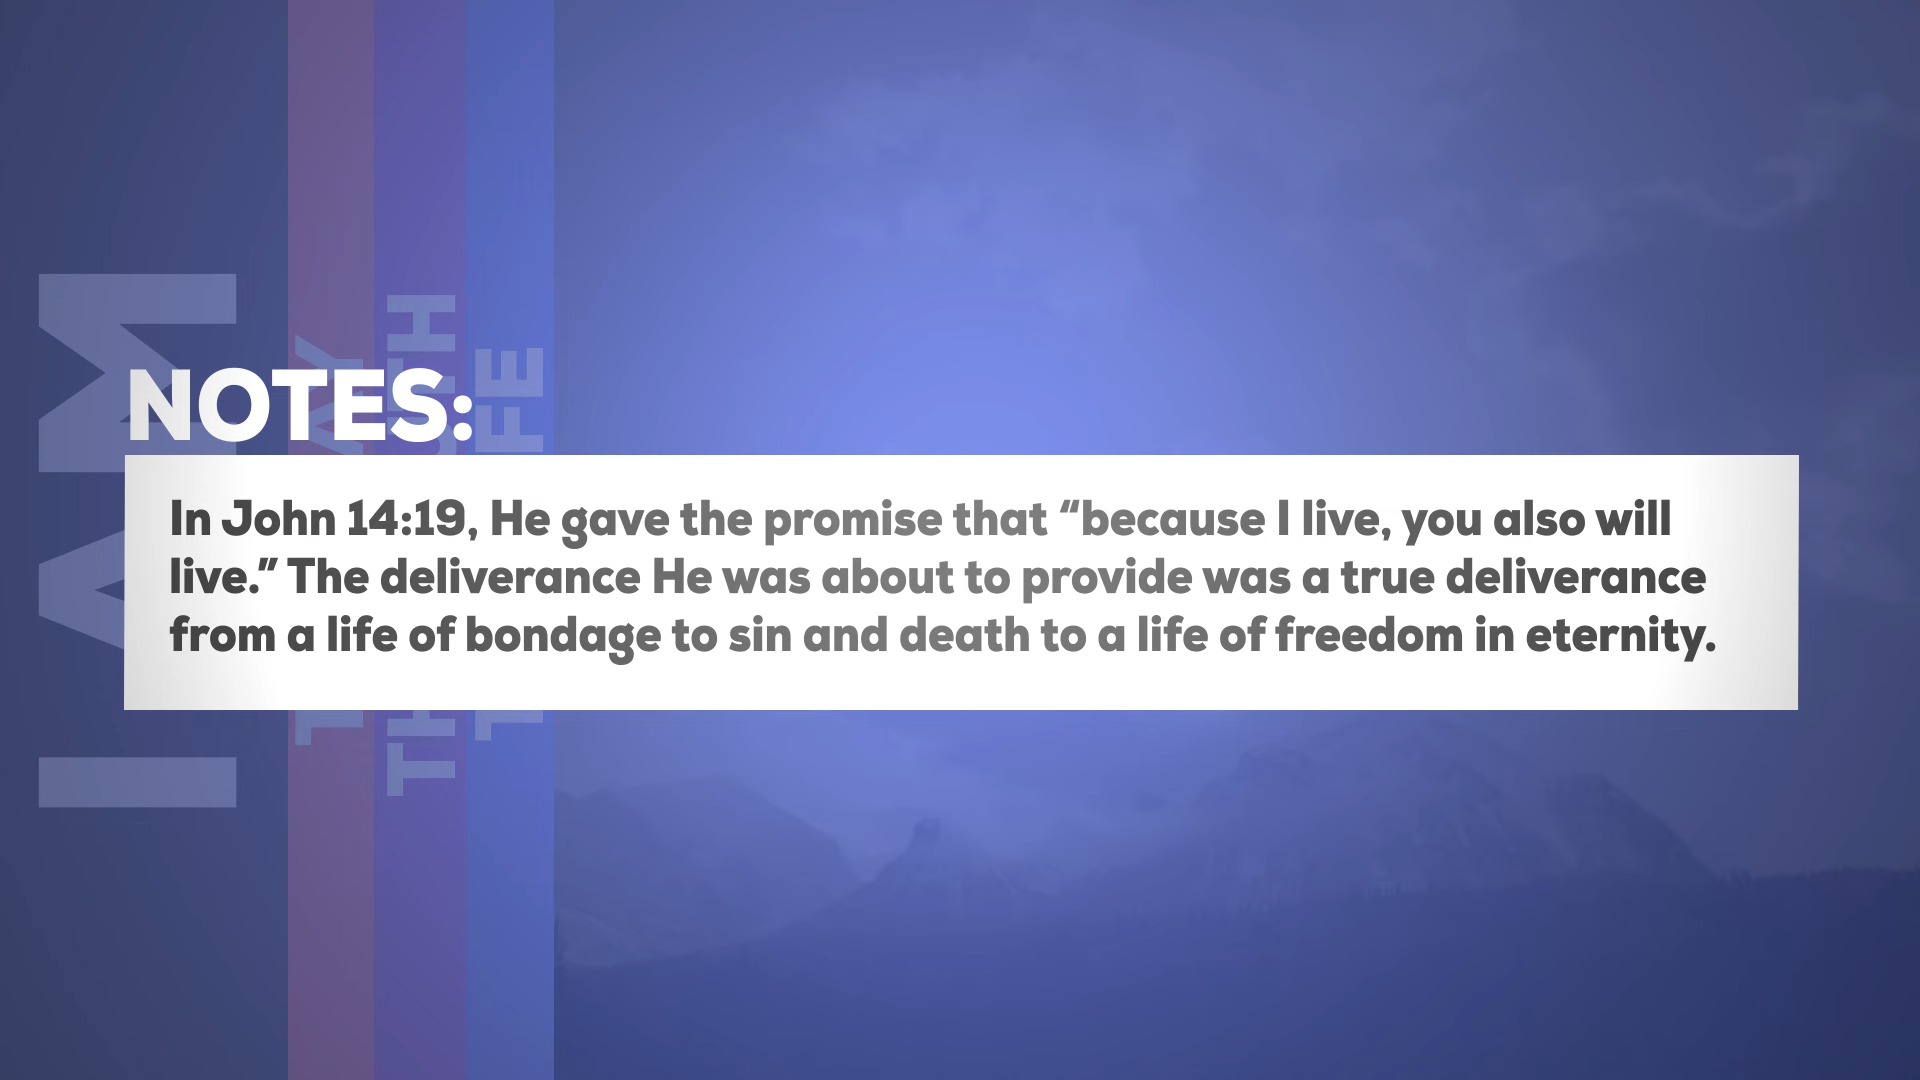 I AM
NOTES:
In John 14:19, He gave the promise that “because I live, you also will
live.” The deliverance He was about to provide was a true deliverance
from a life of bondage to sin and death to a life of freedom in eternity.